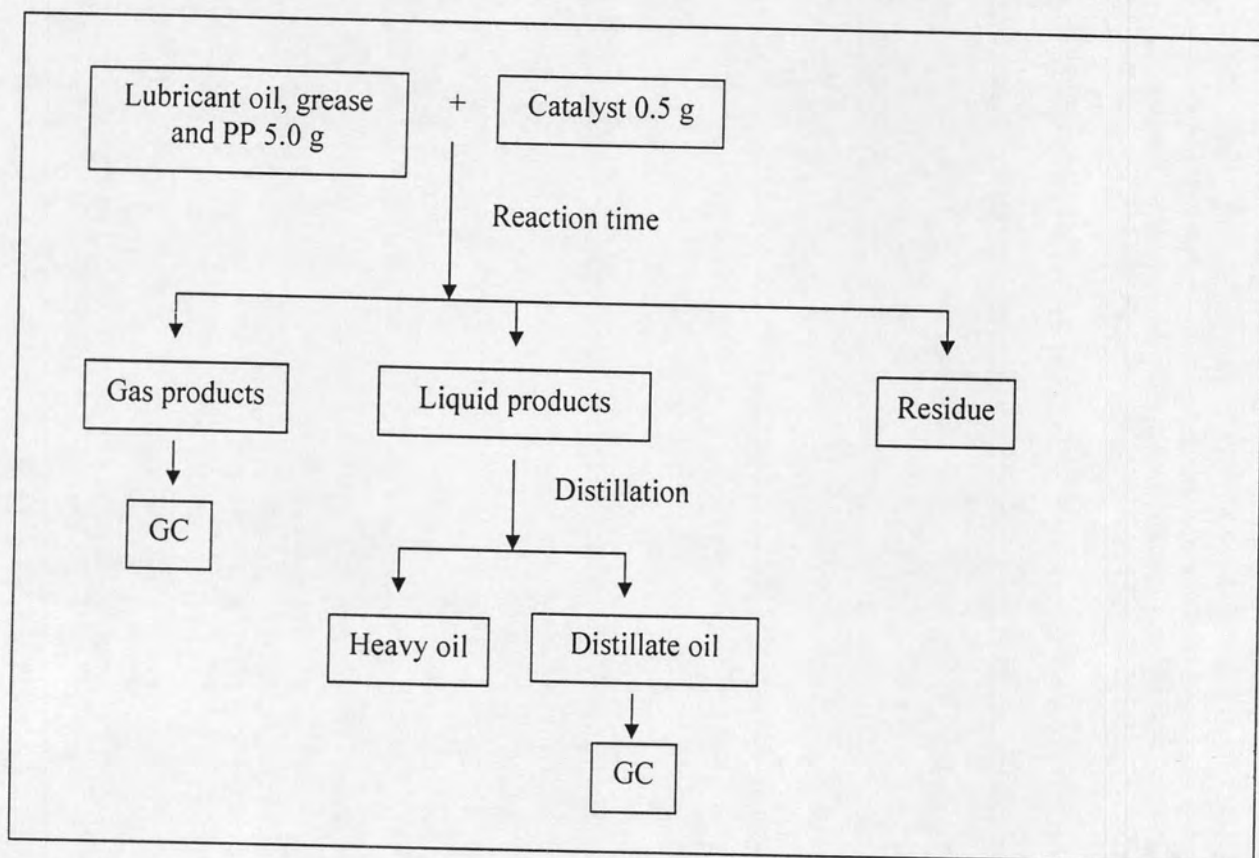 Lubricant oil, grease
and PP 5.0 g
+
Catalyst 0.5 g
Reaction time
Gas products
Liquid products
Residue
GC
Distillation
Heavy oil
Distillate oil
GC